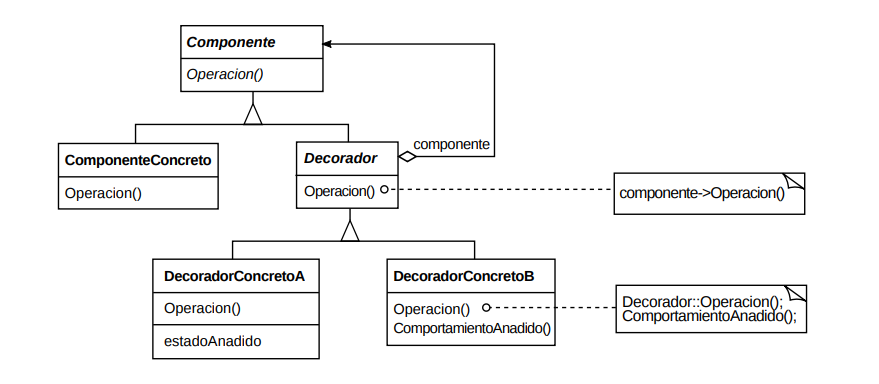 Componente
Operacion()
componente
ComponenteConcreto
Operacion()
Decorador
Operacion()
componente->Operacion()
DecoradorConcretoA
Operacion()
estadoAnadido
DecoradorConcretoB
Operacion()
ComportamientoAnadido()
Decorador::Operacion();
ComportamientoAnadido();